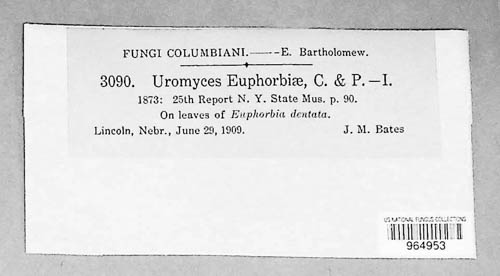 FUNGI COLUMBIANI.——E. Bartholomew.
3090. Uromyces Euphorbiæ, C. & P.—I.
1873: 25th Report N. Y. State Mus. p. 90.
On leaves of Euphorbia dentata.
Lincoln, Nebr., June 29, 1909. J. M. Bates
US NATIONAL FUNGUS COLLECTIONS
964953